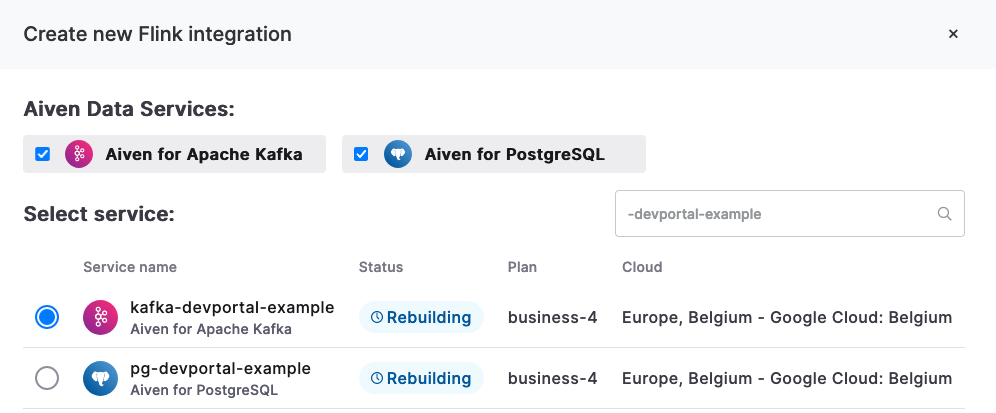 Create new Flink integration
Aiven Data Services:
Aiven for Apache Kafka Aiven for PostgreSQL
Select service: -devportal-example
Service name Status Plan Cloud
kafka-devportal-example
Aiven for Apache Kafka
Rebuilding business-4 Europe, Belgium - Google Cloud: Belgium
pg-devportal-example
Aiven for PostgreSQL
Rebuilding business-4 Europe, Belgium - Google Cloud: Belgium